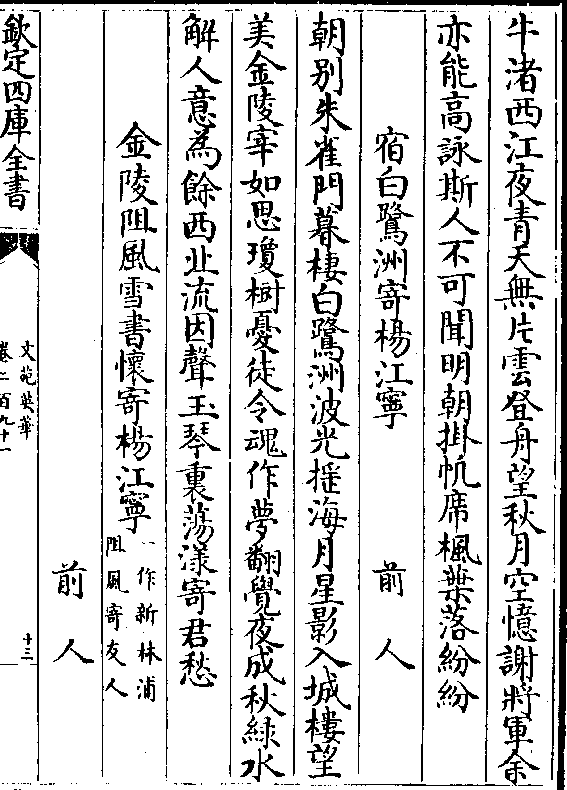 牛渚西江夜青天無片雲登舟望秋月空憶謝將軍余
亦能高詠斯人不可聞明朝掛帆席楓葉落紛紛
宿白鷺洲寄楊江寧　前人
朝别朱雀門暮棲白鷺洲波光摇海月星影入城樓望
美金陵宰如思瓊樹憂徒令魂作夢翻覺夜成秋緑水
解人意為餘西北流因聲玉琴裏蕩漾寄君愁
金陵阻風雪書懷寄楊江寧
一作新林浦
阻風寄友人
前人
欽定四庫全書
文苑英華
卷二百九十一
十三